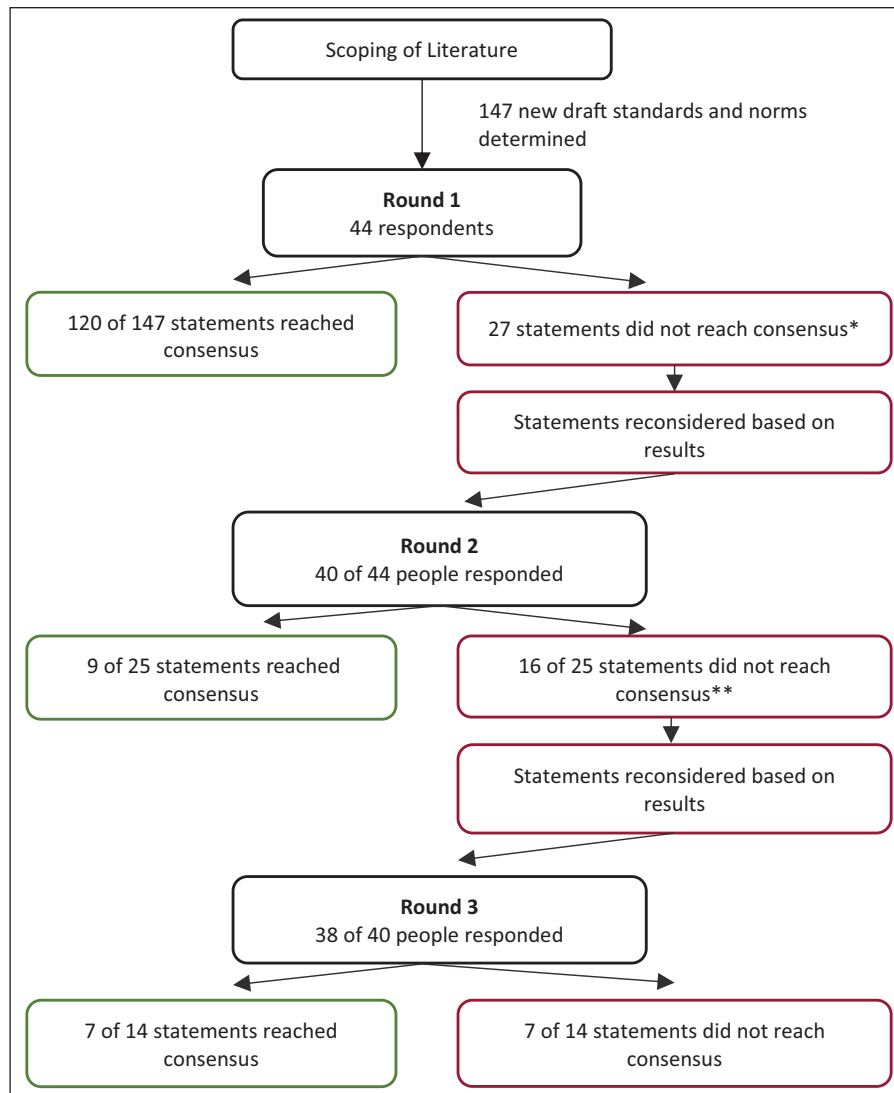 Scoping of Literature
147 new draft standards and norms
determined
Round 1
44 respondents
120 of 147 statements reached
consensus
27 statements did not reach consensus*
Statements reconsidered based on
results
Round 2
40 of 44 people responded
9 of 25 statements reached
consensus
16 of 25 statements did not reach
consensus**
Statements reconsidered based on
results
Round 3
38 of 40 people responded
7 of 14 statements reached
consensus
7 of 14 statements did not reach
consensus